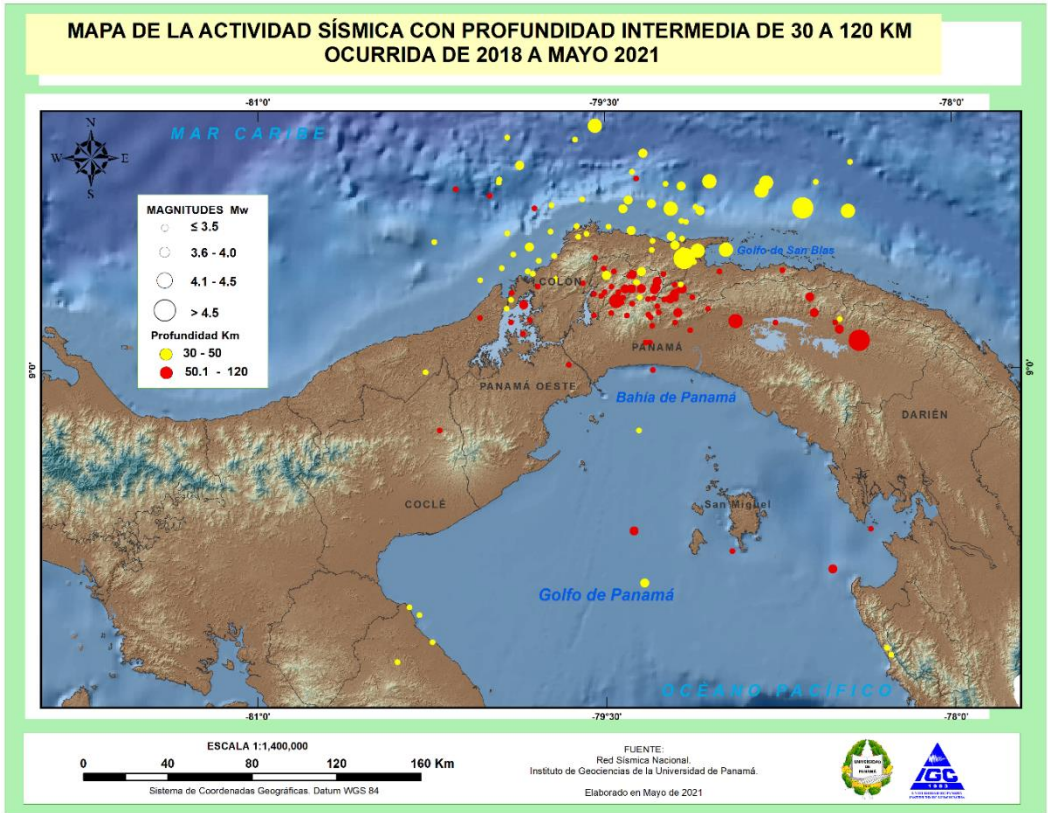 MAPA DE LA ACTIVIDAD SÍSMICA CON PROFUNDIDAD INTERMEDIA DE 30 A 120 KM
OCURRIDA DE 2018 A MAYO 2021
-81°0'
-79°30'
-78°0'
MAR CARIBE
N
W
E
S
MAGNITUDES Mw
≤ 3.5
3.6 - 4.0
4.1 - 4.5
> 4.5
Profundidad Km
30 - 50
50.1 - 120
Golfo de San Blas
COLÓN
9°0'
9°0'
PANAMÁ
PANAMÁ OESTE
Bahía de Panamá
DARIÉN
COCLÉ
San Miguel
Golfo de Panamá
OCÉANO PACÍFICO
-81°0'
-79°30'
-78°0'
ESCALA 1:1,400,000
0 40 80 120 160 Km
Sistema de Coordenadas Geográficas. Datum WGS 84
FUENTE:
Red Sísmica Nacional.
Instituto de Geociencias de la Universidad de Panamá.
Elaborado en Mayo de 2021
UNIVERSIDAD
DE
PANAMÁ
IGC